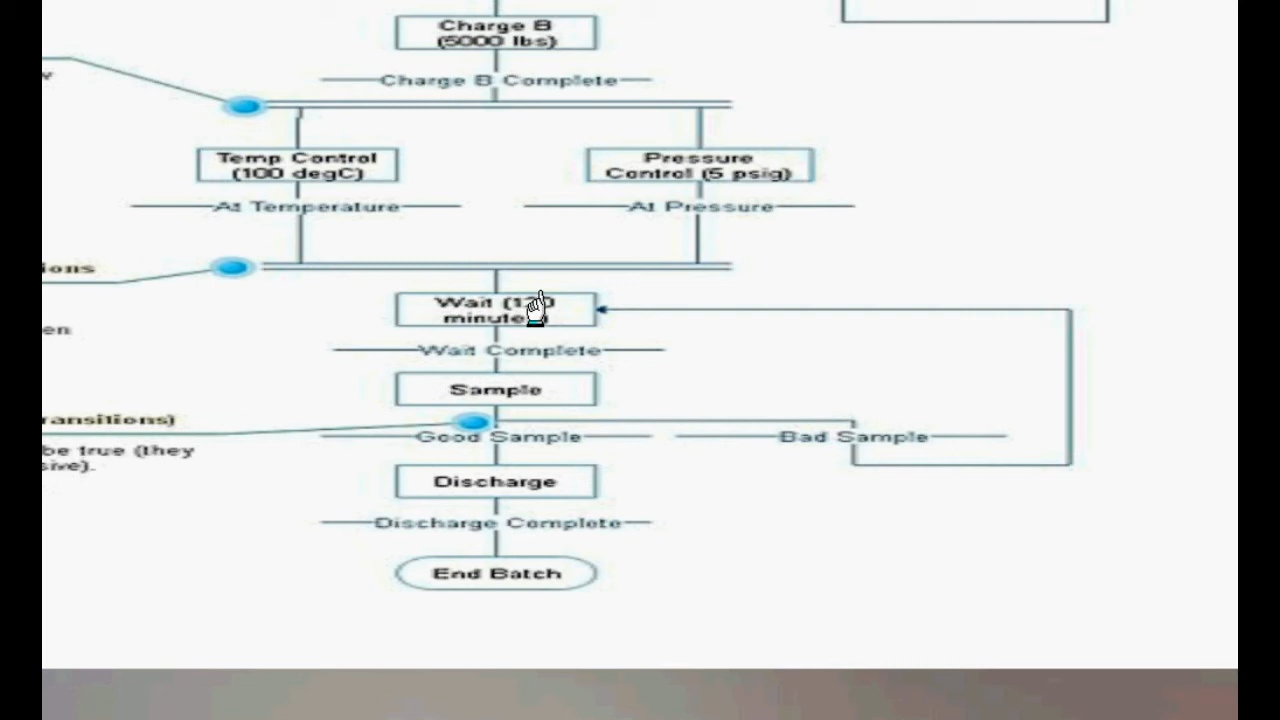 Charge B
(5000 lbs)
Charge B Complete
Temp Control
(100 degC)
Pressure
Control (5 psig)
At Temperature
At Pressure
ions
Wait
en
Wait Complete
Sample
ransitions)
Good Sample
Bad Sample
be true (they
sive).
Discharge
Discharge Complete
End Batch